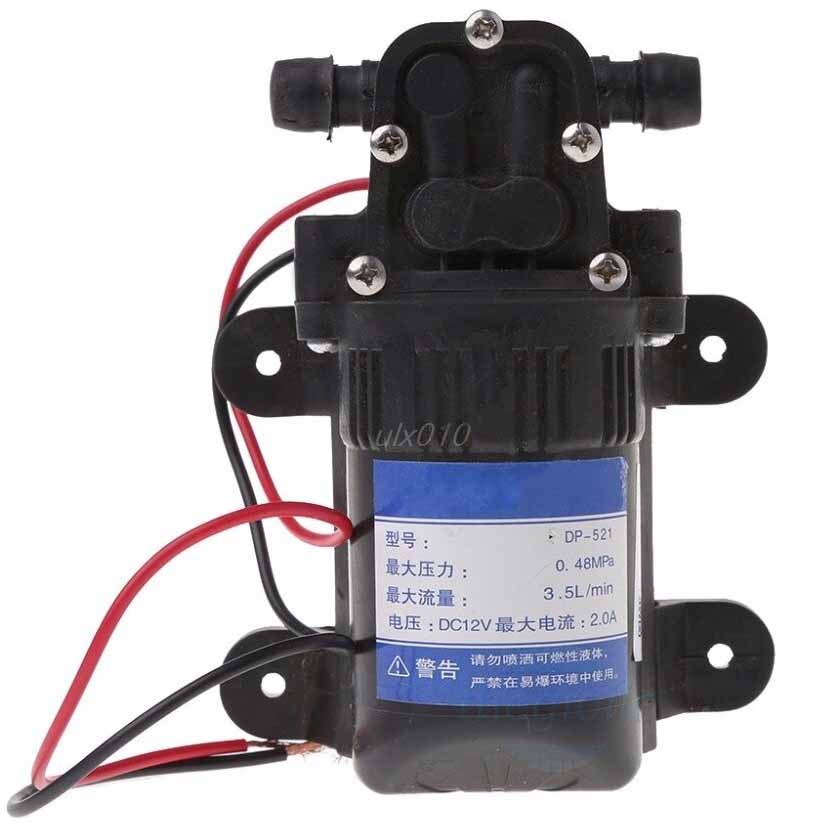 ulx010
型号： DP-521
最大压力： 0.48MPa
最大流量： 3.5L/min
电压：DC12V 最大电流：2.0A
警告 请勿喷洒可燃性液体，
严禁在易爆环境中使用。